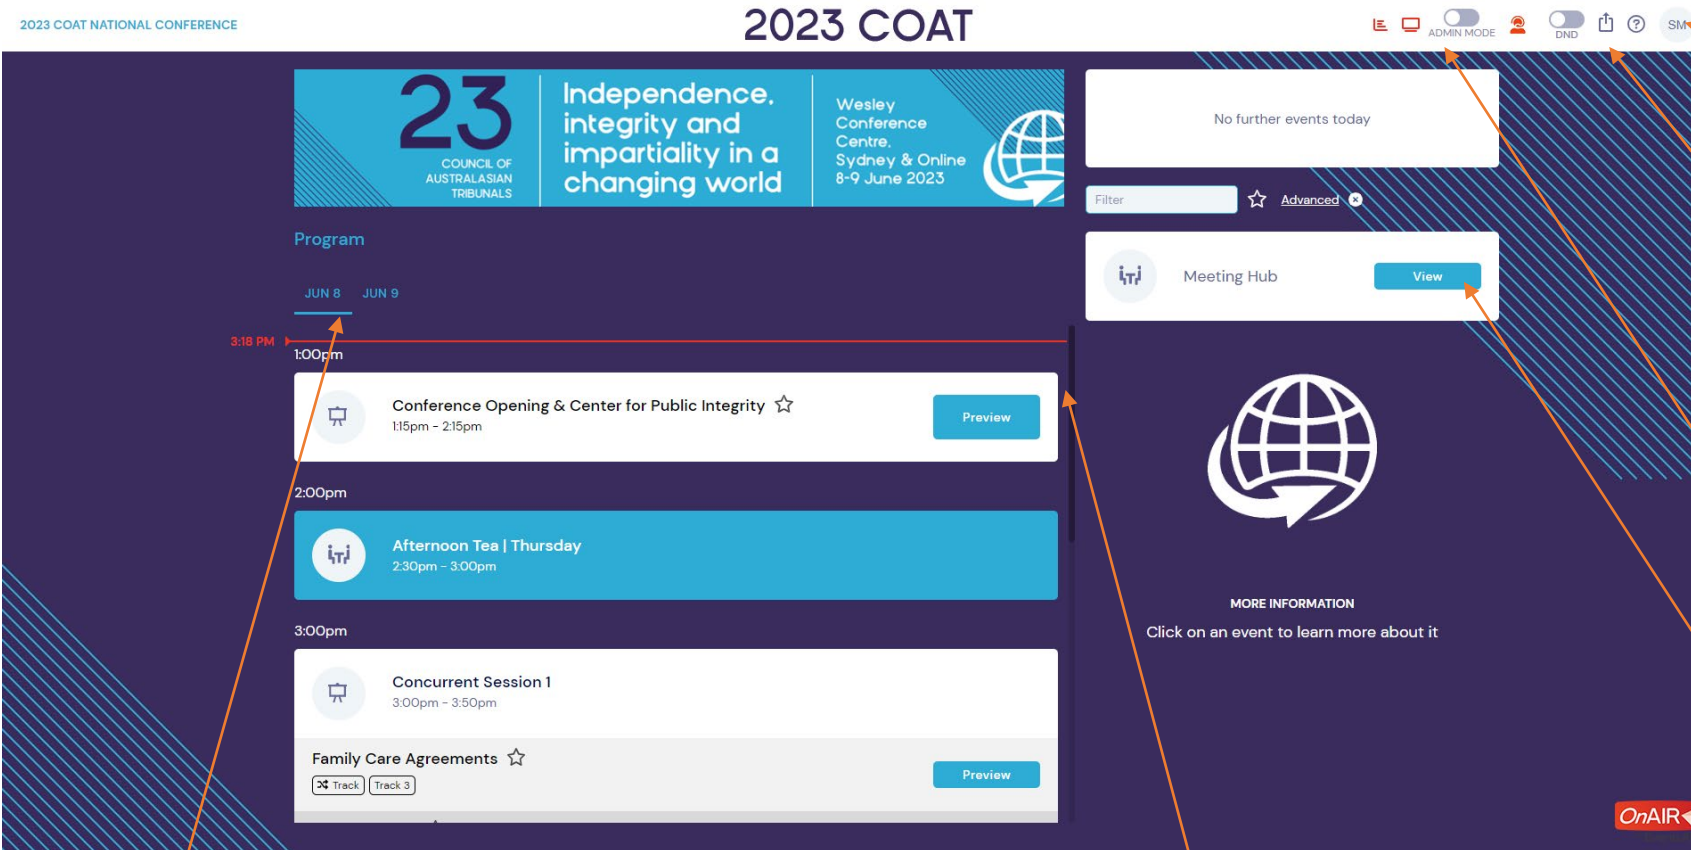 2023 COAT NATIONAL CONFERENCE
2023 COAT
ADMIN MODE
DND
SM
23
COUNCIL OF
AUSTRALASIAN
TRIBUNALS
Independence,
integrity and
impartiality in a
changing world
Wesley
Conference
Centre,
Sydney & Online
8-9 June 2023
No further events today
Filter
Advanced
Program
Meeting Hub
View
JUN 8
JUN 9
3:18 PM
1:00pm
Conference Opening & Center for Public Integrity
1:15pm - 2:15pm
Preview
2:00pm
Afternoon Tea | Thursday
2:30pm - 3:00pm
3:00pm
Concurrent Session 1
3:00pm - 3:50pm
Family Care Agreements
Track
Track 3
Preview
MORE INFORMATION
Click on an event to learn more about it
OnAIR